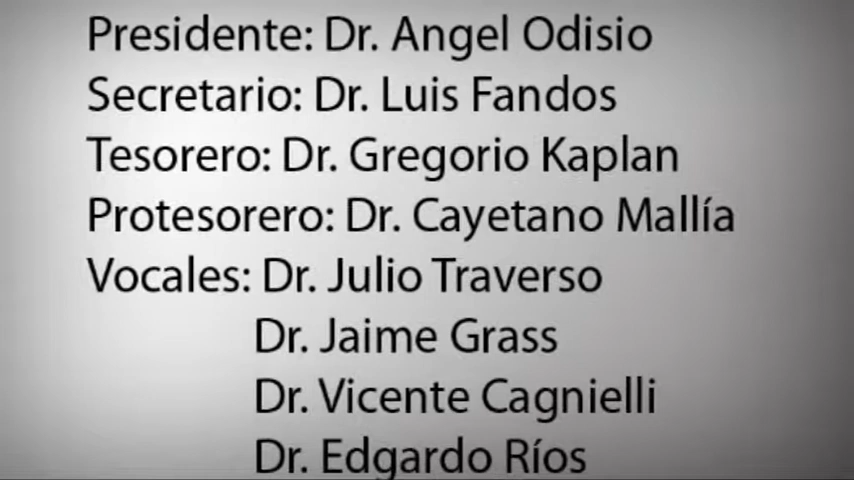 Presidente: Dr. Angel Odisio
Secretario: Dr. Luis Fandos
Tesorero: Dr. Gregorio Kaplan
Protesorero: Dr. Cayetano Mallía
Vocales: Dr. Julio Traverso
Dr. Jaime Grass
Dr. Vicente Cagnielli
Dr. Edgardo Ríos